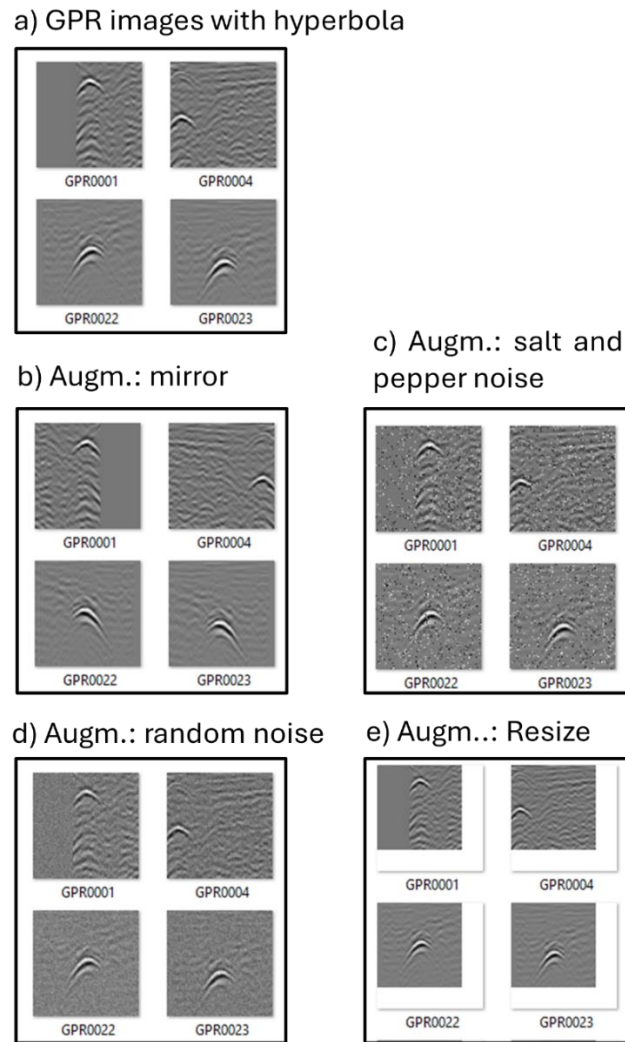 a) GPR images with hyperbola
GPR0001 GPR0004
GPR0022 GPR0023
b) Augm.: mirror
GPR0001 GPR0004
GPR0022 GPR0023
c) Augm.: salt and
pepper noise
GPR0001 GPR0004
GPR0022 GPR0023
d) Augm.: random noise
GPR0001 GPR0004
GPR0022 GPR0023
e) Augm..: Resize
GPR0001 GPR0004
GPR0022 GPR0023